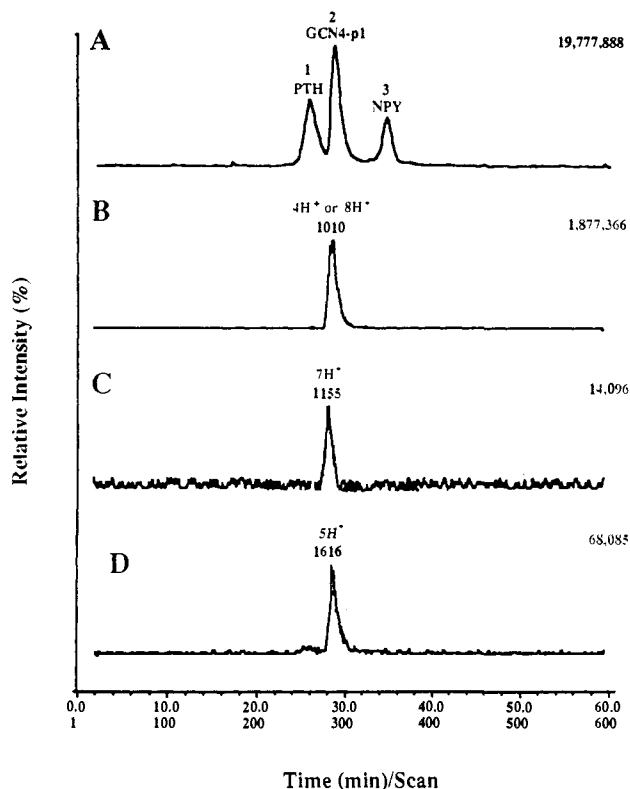 A
2
GCN4-p1
19,777,888
1
PTH
3
NPY
B
4H+ or 8H+
1010
1,877,366
C
7H+
1155
14,096
D
5H+
1616
68,085
Relative Intensity (%)
0.0 10.0 20.0 30.0 40.0 50.0 60.0
1 100 200 300 400 500 600
Time (min)/Scan